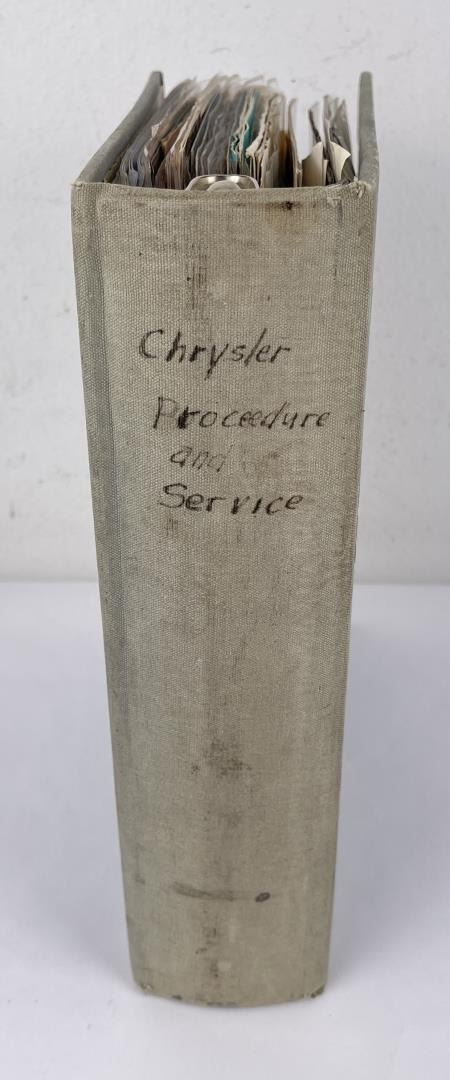 Chrysler
Proceedure
and
Service